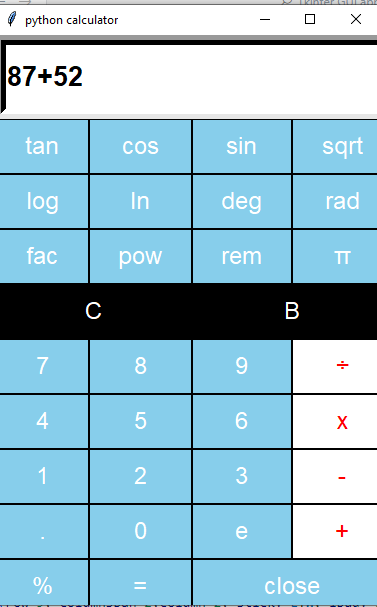 python calculator
87+52
tan cos sin sqrt
log ln deg rad
fac pow rem π
C B
7 8 9 ÷
4 5 6 x
1 2 3 -
. 0 e +
% = close